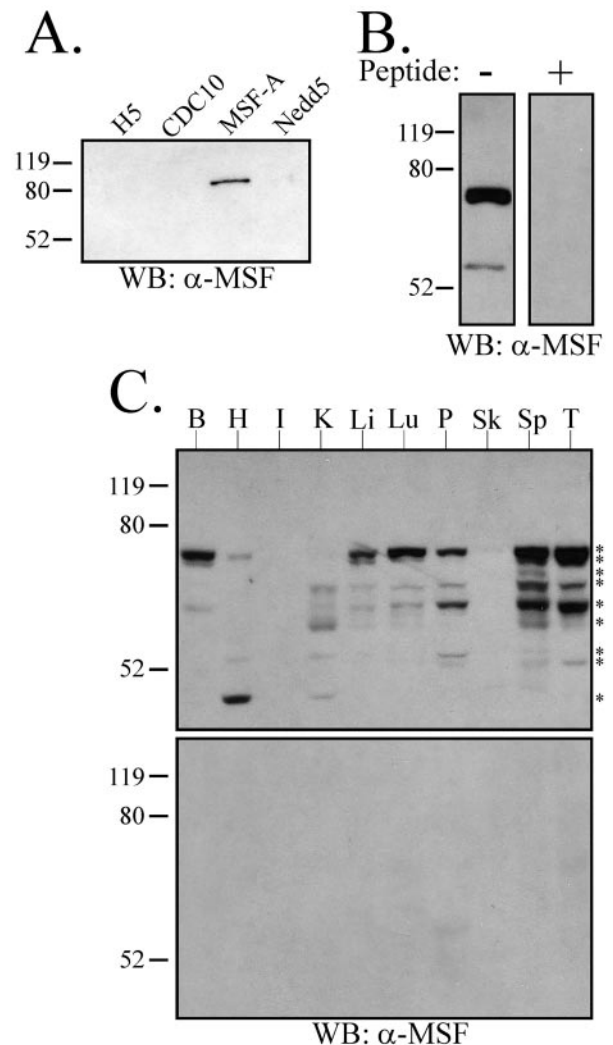 A.
H5 CDC10 MSF-A Nedd5
119
80
52
WB: α-MSF
B.
Peptide: - +
119
80
52
WB: α-MSF
C.
B H I K Li Lu P Sk Sp T
119
80
52
*
*
*
*
*
*
*
*
*
119
80
52
WB: α-MSF